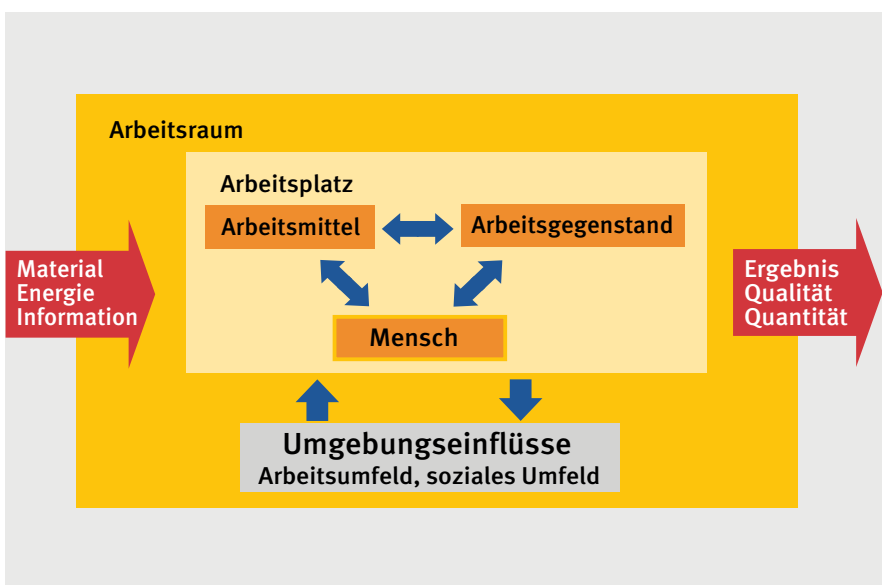 Arbeitsraum
Arbeitsplatz
Arbeitsmittel
Arbeitsgegenstand
Material
Energie
Information
Ergebnis
Qualität
Quantität
Mensch
Umgebungseinflüsse
Arbeitsumfeld, soziales Umfeld